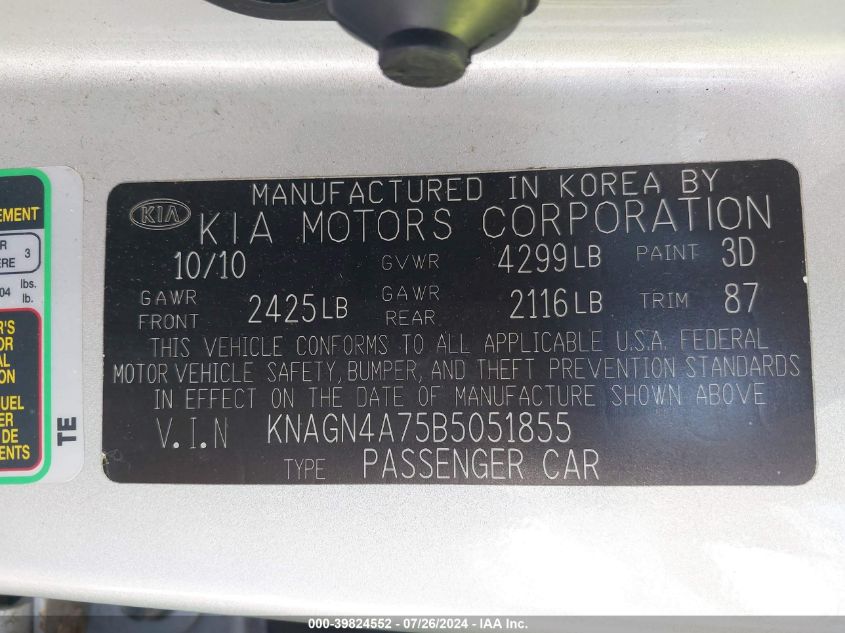 MANUFACTURED IN KOREA BY
KIA KIA MOTORS CORPORATION
10/10 GVWR 4299LB PAINT 3D
GAWR FRONT 2425LB GAWR REAR 2116LB TRIM 87
THIS VEHICLE CONFORMS TO ALL APPLICABLE U.S.A. FEDERAL
MOTOR VEHICLE SAFETY, BUMPER, AND THEFT PREVENTION STANDARDS
IN EFFECT ON THE DATE OF MANUFACTURE SHOWN ABOVE
V.I.N KNAGN4A75B5051855
TYPE PASSENGER CAR
3
lbs.
lb.
TE
000-39824552 - 07/26/2024 - IAA Inc.